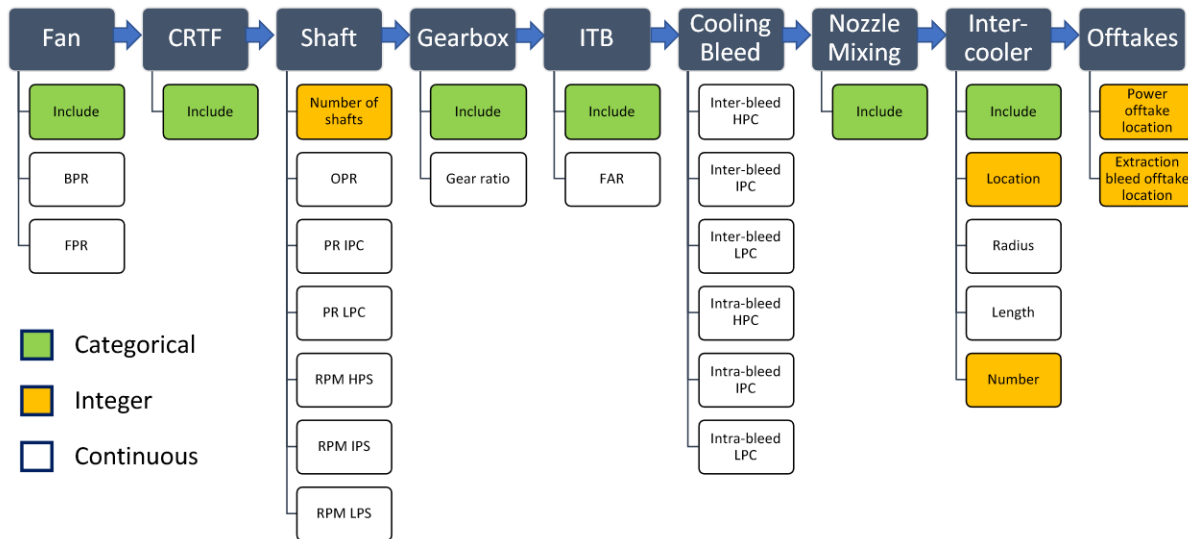 Fan
CRTF
Shaft
Gearbox
ITB
Cooling
Bleed
Nozzle
Mixing
Inter-
cooler
Offtakes
Include
BPR
FPR
Include
Number of
shafts
OPR
PR IPC
PR LPC
RPM HPS
RPM IPS
RPM LPS
Include
Gear ratio
Include
FAR
Inter-bleed
HPC
Inter-bleed
IPC
Inter-bleed
LPC
Intra-bleed
HPC
Intra-bleed
IPC
Intra-bleed
LPC
Include
Include
Location
Radius
Length
Number
Power
offtake
location
Extraction
bleed offtake
location
Categorical
Integer
Continuous